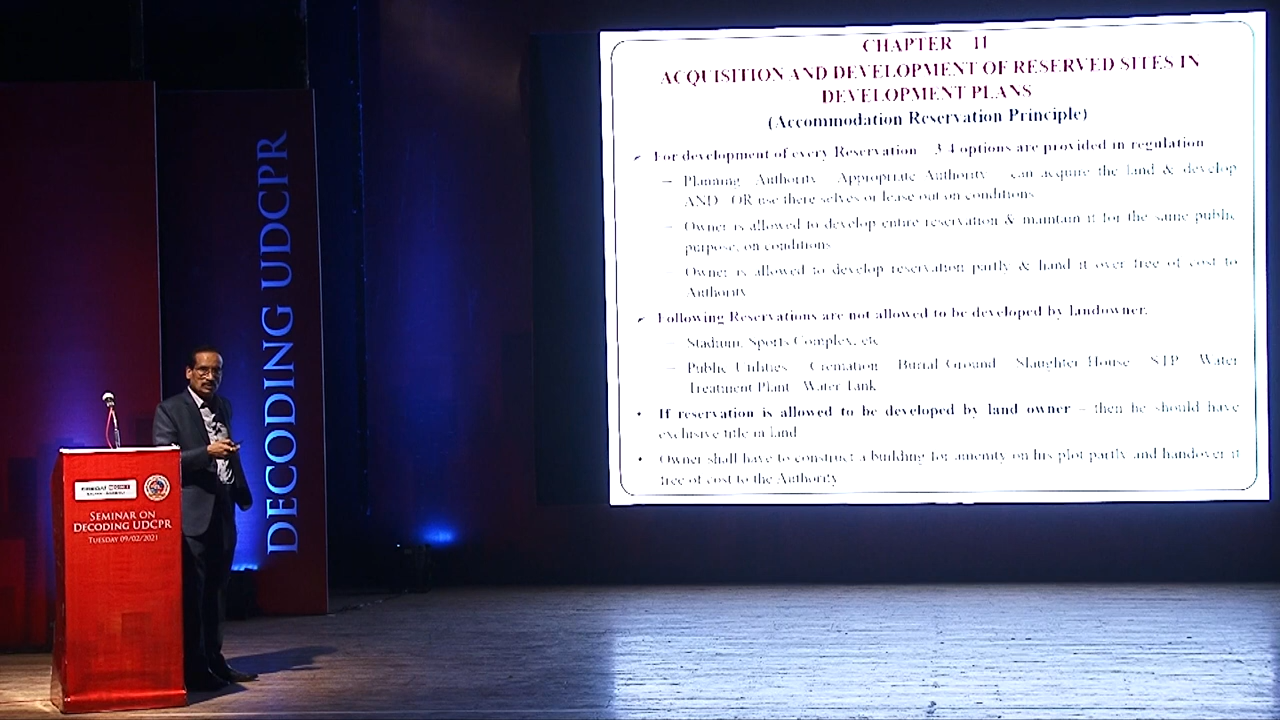 CHAPTER 11
ACQUISITION AND DEVELOPMENT OF RESERVED SITES IN
DEVELOPMENT PLANS
(Accommodation Reservation Principle)
For development of every Reservation 3-4 options are provided in regulation
Planning Authority Appropriate Authority can acquire the land & develop
AND OR use there selves or lease out on conditions
Owner is allowed to develop entire reservation & maintain it for the same public
purpose, on conditions
Owner is allowed to develop reservation partly & hand it over free of cost to
Authority
Following Reservations are not allowed to be developed by landowner.
Stadium, Sports Complex, etc
Public Utilities Cremation Burial Ground Slaughter House STP Water
Treatment Plant Water Tank
• If reservation is allowed to be developed by land owner – then he should have
exclusive title in land
• Owner shall have to construct a building for amenity on his plot partly and handover it
free of cost to the Authority
DECODING UDCPR
SEMINAR ON
DECODING UDCPR
TUESDAY 09/02/2021